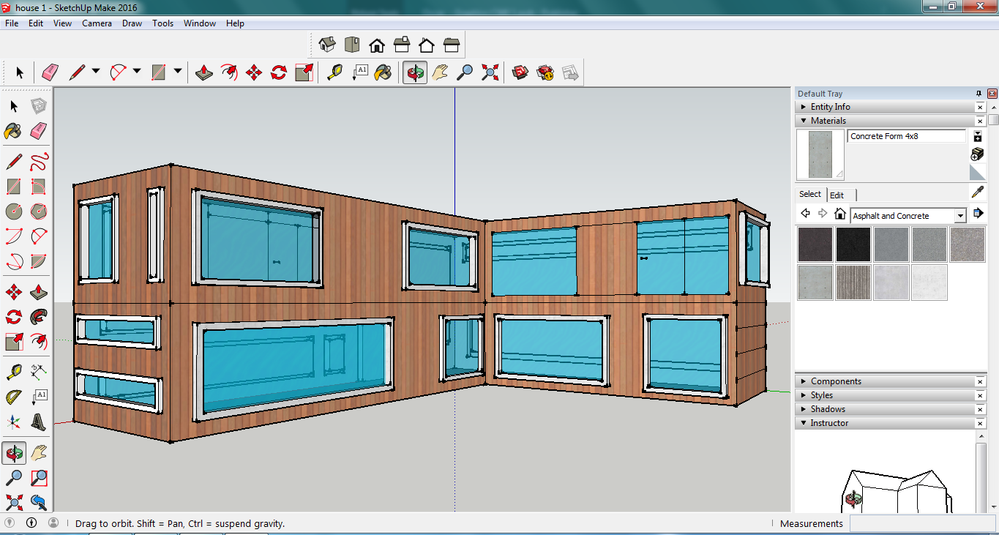 house 1 - SketchUp Make 2016
File Edit View Camera Draw Tools Window Help
A1
Default Tray
Entity Info
Materials
Concrete Form 4x8
Select Edit
Asphalt and Concrete
A1
Components
Styles
Shadows
Instructor
Drag to orbit. Shift = Pan, Ctrl = suspend gravity.
Measurements